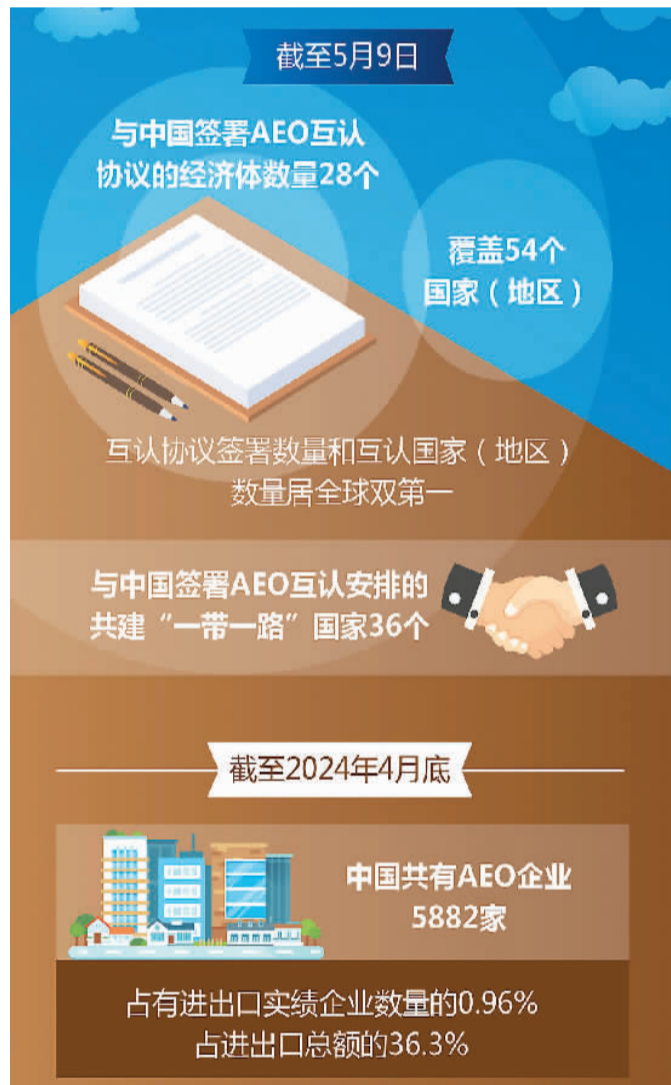 截至5月9日
与中国签署AEO互认
协议的经济体数量28个
覆盖54个
国家（地区）
互认协议签署数量和互认国家（地区）
数量居全球双第一
与中国签署AEO互认安排的
共建“一带一路”国家36个
截至2024年4月底
中国共有AEO企业
5882家
占有进出口实绩企业数量的0.96%
占进出口总额的36.3%